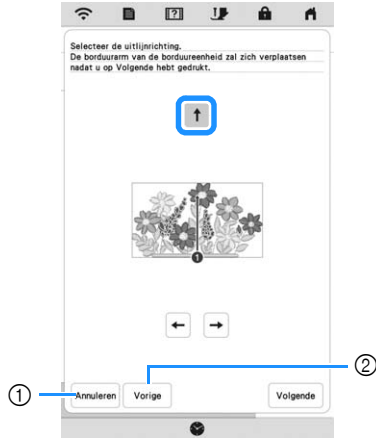 Selecteer de uitlijnrichting.
De borduurarm van de borduureenheid zal zich verplaatsen
nadat u op Volgende hebt gedrukt.
1
②
①
Annuleren Vorige Volgende